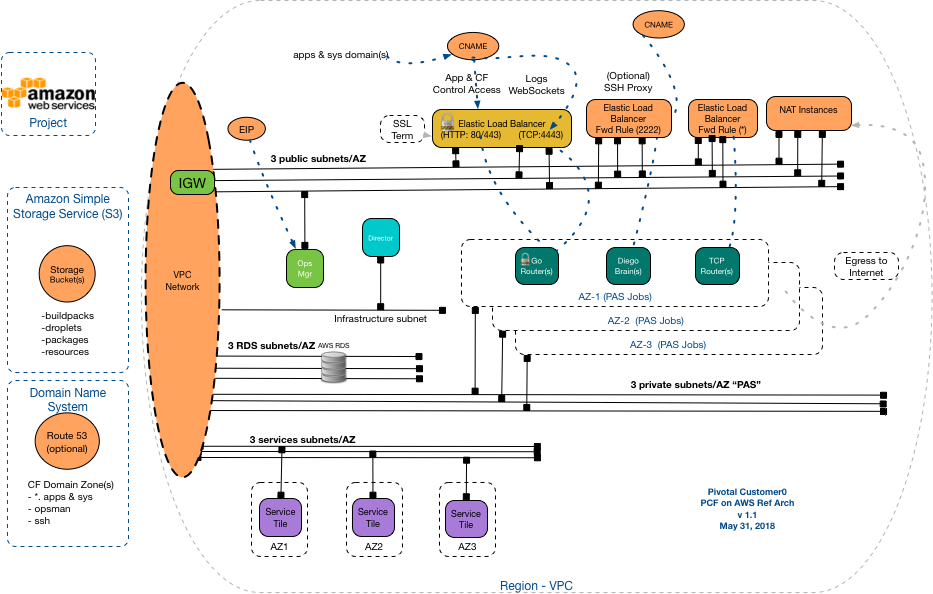 amazon
web services
Project
Amazon Simple
Storage Service (S3)
Storage
Bucket(s)
-buildpacks
-droplets
-packages
-resources
Domain Name
System
Route 53
(optional)
CF Domain Zone(s)
- *. apps & sys
- opsman
- ssh
CNAME
CNAME
apps & sys domain(s)
App & CF
Control Access
Logs
WebSockets
(Optional)
SSH Proxy
EIP
SSL
Term
Elastic Load Balancer
(HTTP: 80/443) (TCP:4443)
Elastic Load
Balancer
Fwd Rule (2222)
Elastic Load
Balancer
Fwd Rule (*)
NAT Instances
3 public subnets/AZ
IGW
VPC
Network
Ops
Mgr
Director
Go
Router(s)
Diego
Brain(s)
TCP
Router(s)
Egress to
Internet
AZ-1 (PAS Jobs)
AZ-2 (PAS Jobs)
AZ-3 (PAS Jobs)
Infrastructure subnet
3 RDS subnets/AZ AWS RDS
3 private subnets/AZ “PAS”
3 services subnets/AZ
Service
Tile
AZ1
Service
Tile
AZ2
Service
Tile
AZ3
Pivotal Customer0
PCF on AWS Ref Arch
v 1.1
May 31, 2018
Region - VPC